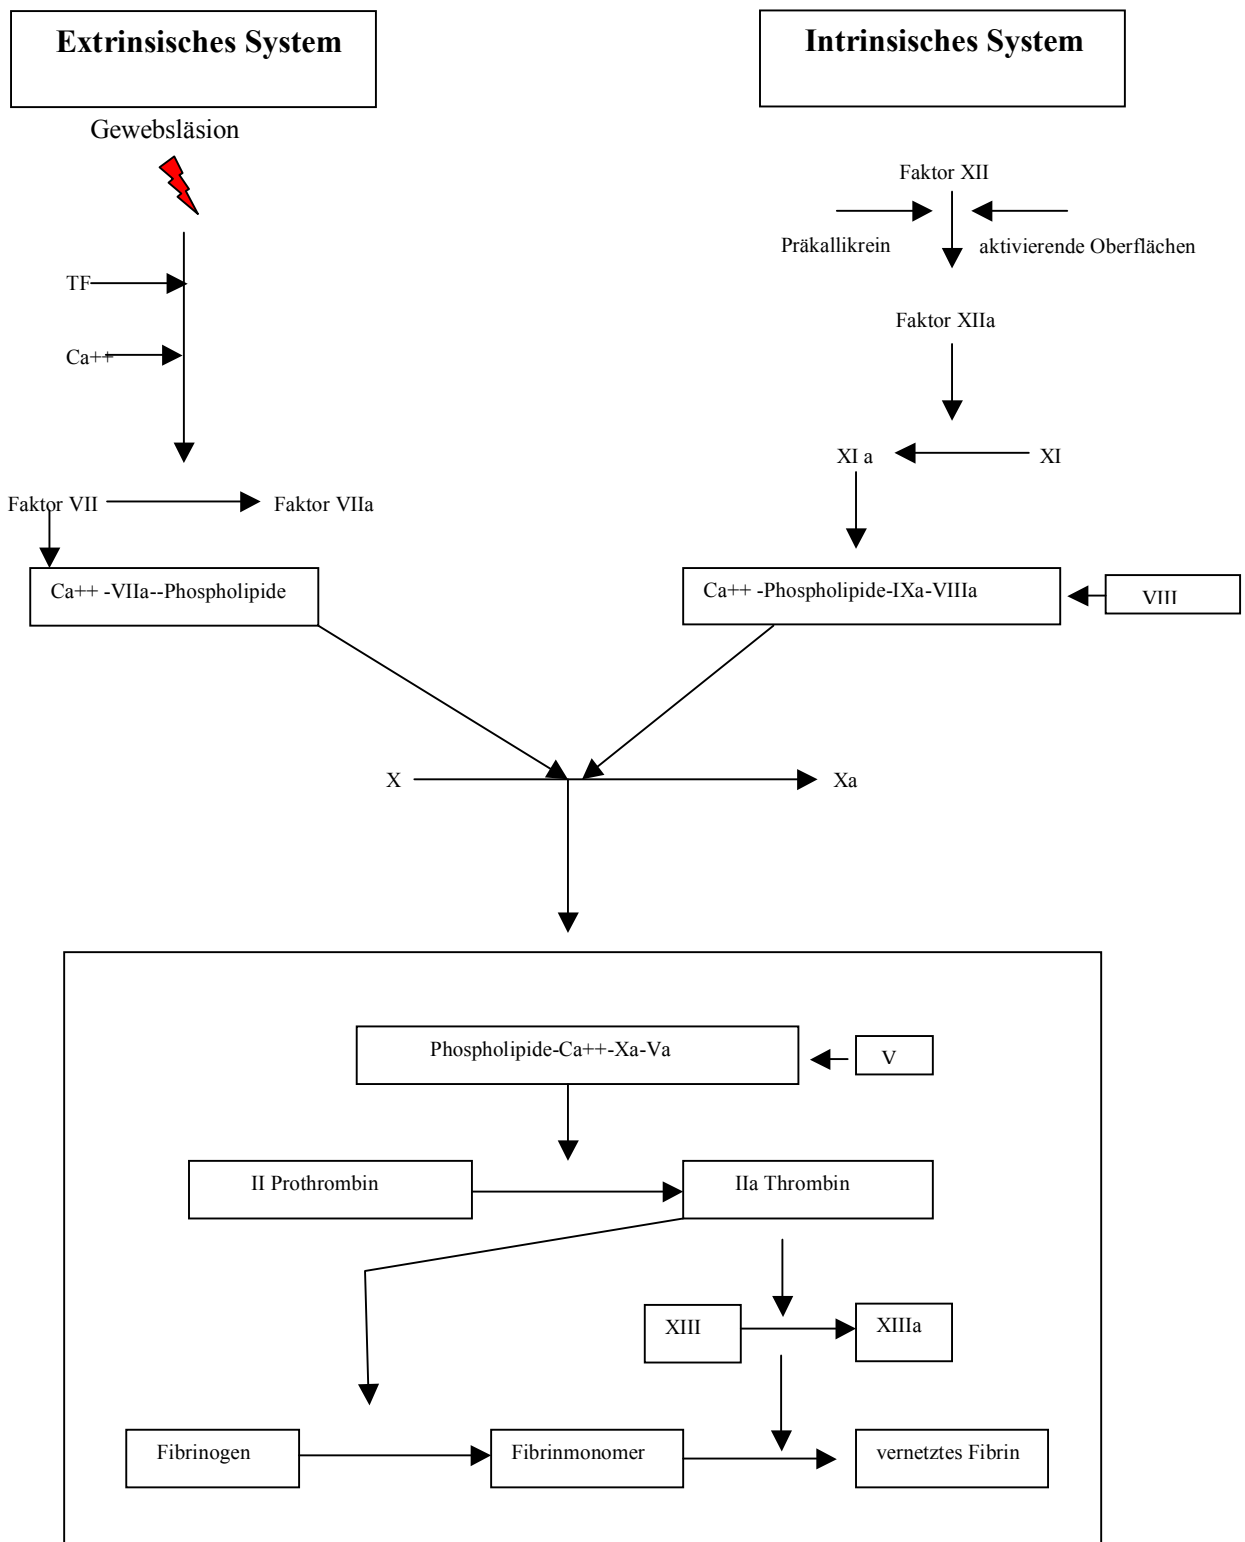 Extrinsisches System
Intrinsisches System
Gewebsläsion
Faktor XII
Präkallikrein
aktivierende Oberflächen
TF
Faktor XIIa
Ca++
XI a
XI
Faktor VII
Faktor VIIa
Ca++ -VIIa--Phospholipide
Ca++ -Phospholipide-IXa-VIIIa
VIII
X
Xa
Phospholipide-Ca++-Xa-Va
V
II Prothrombin
IIa Thrombin
XIII
XIIIa
Fibrinogen
Fibrinmonomer
vernetztes Fibrin